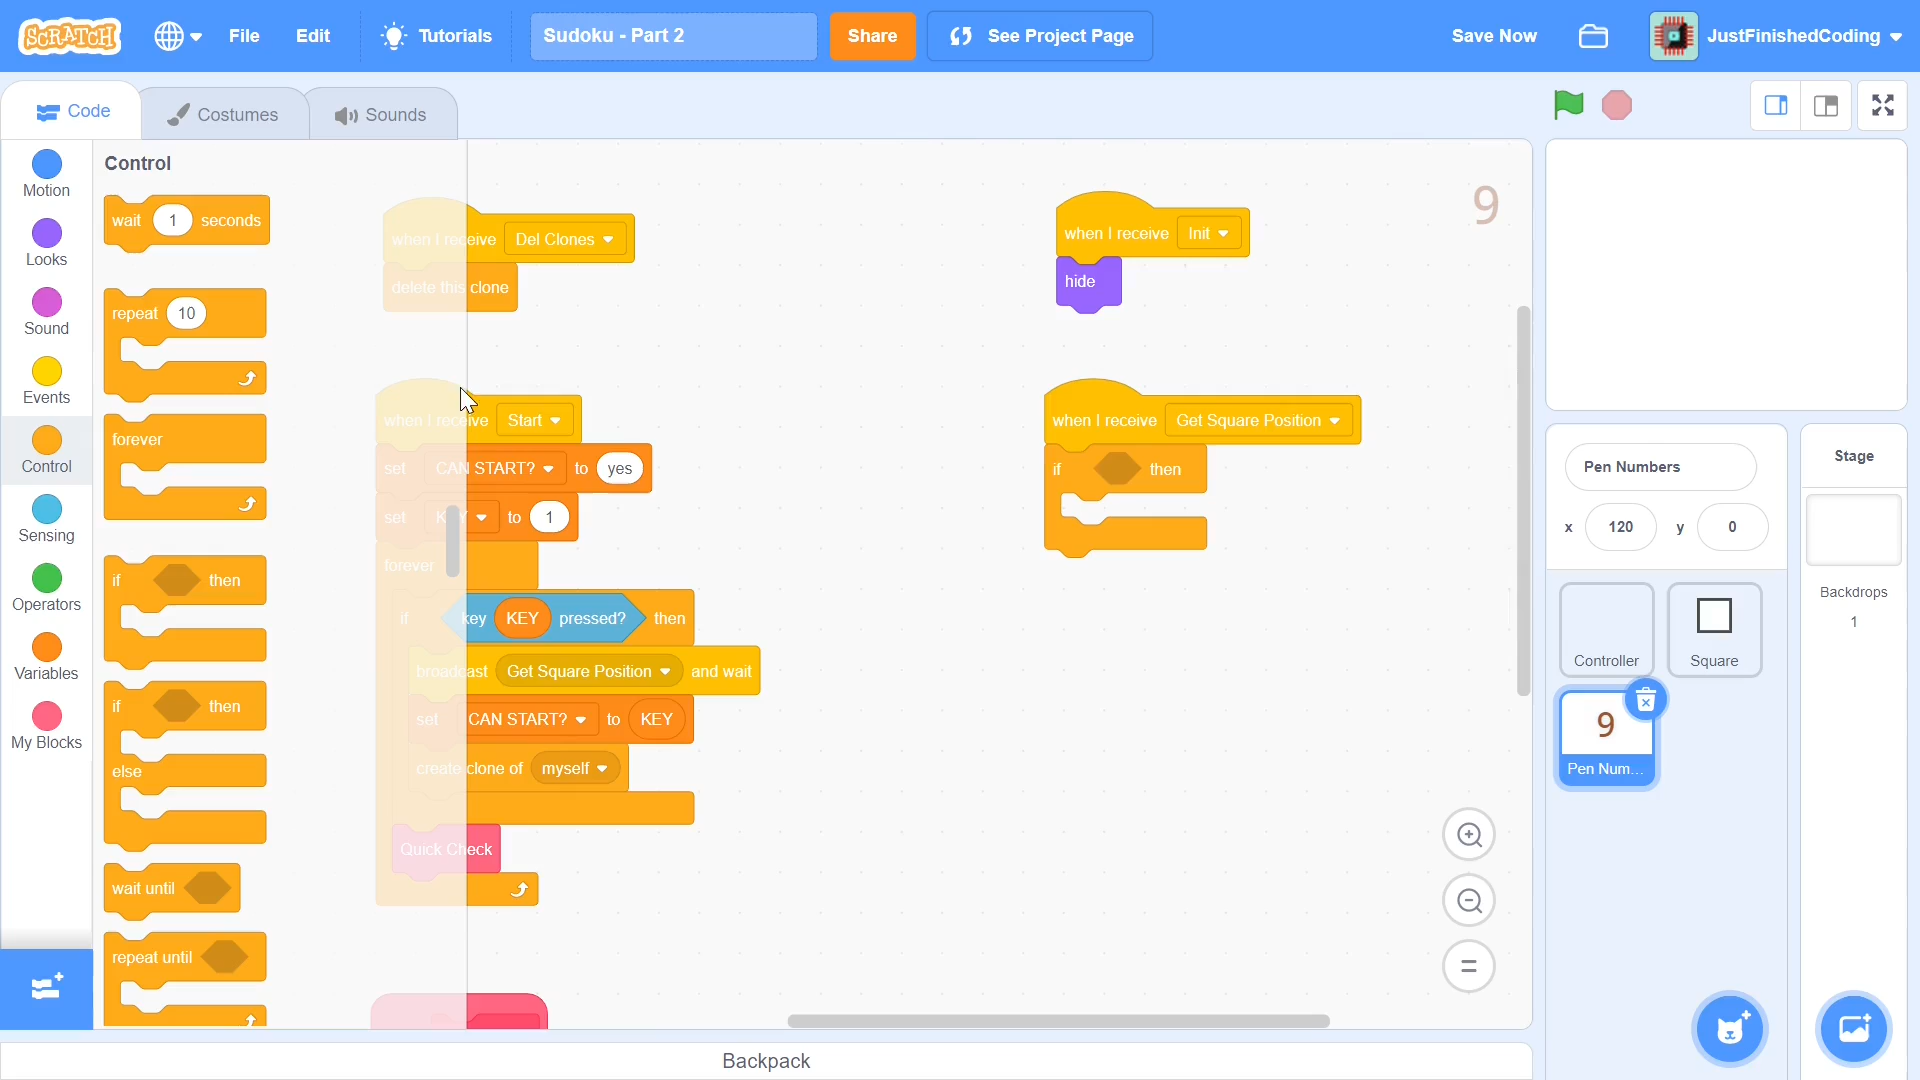 SCRATCH
File
Edit
Tutorials
Sudoku - Part 2
Share
See Project Page
Save Now
JustFinishedCoding
Code
Costumes
Sounds
Motion
Looks
Sound
Events
Control
Sensing
Operators
Variables
My Blocks
Control
wait 1 seconds
repeat 10
forever
if then
if then
else
wait until
repeat until
when I receive Del Clones
delete this clone
when I receive Start
set CAN START? to yes
set KEY to 1
forever
if key KEY pressed? then
broadcast Get Square Position and wait
set CAN START? to KEY
create clone of myself
Quick Check
when I receive Init
hide
9
when I receive Get Square Position
if then
Pen Numbers
x 120 y 0
Controller
Square
9
Pen Num...
Stage
Backdrops
1
Backpack